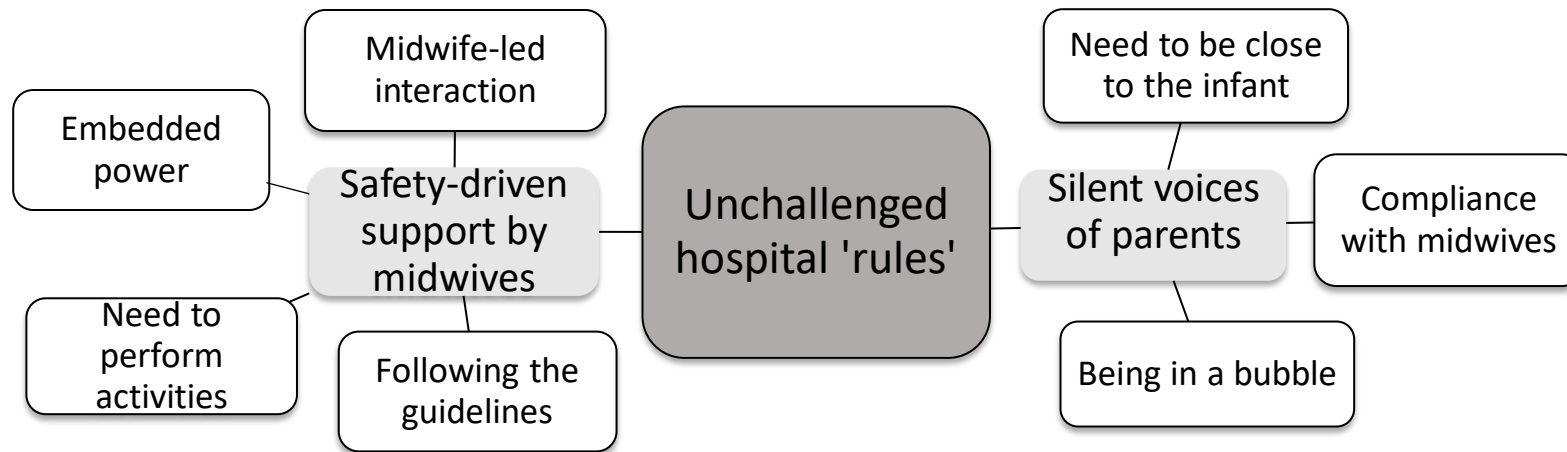 Midwife-led
interaction
Embedded
power
Safety-driven
support by
midwives
Need to
perform
activities
Following the
guidelines
Unchallenged
hospital 'rules'
Need to be close
to the infant
Silent voices
of parents
Compliance
with midwives
Being in a bubble